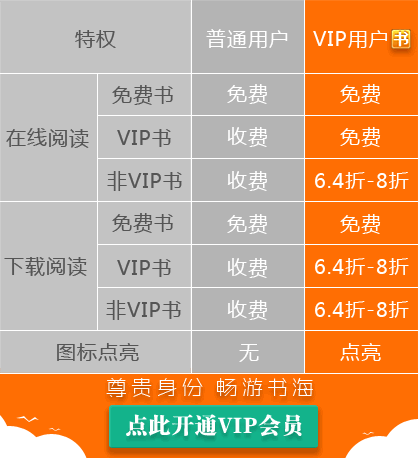 特权 普通用户 VIP用户 书
在线阅读 免费书 免费 免费
VIP书 收费 免费
非VIP书 收费 6.4折-8折
下载阅读 免费书 免费 免费
VIP书 收费 6.4折-8折
非VIP书 收费 6.4折-8折
图标点亮 无 点亮
尊贵身份 畅游书海
点此开通VIP会员